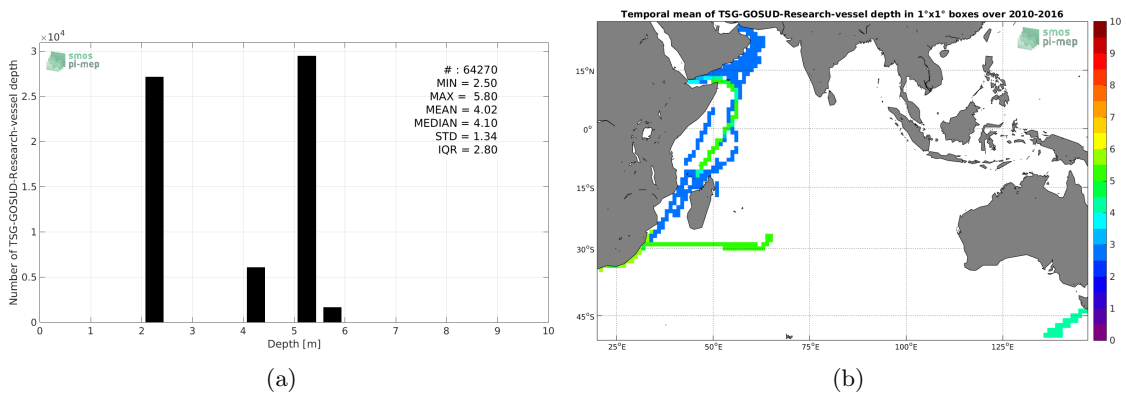 Temporal mean of TSG-GOSUD-Research-vessel depth in 1°x1° boxes over 2010-2016
×10⁴
3
2.5
2
1.5
1
0.5
0
Number of TSG-GOSUD-Research-vessel depth
smos
pi-mep
# : 64270
MIN = 2.50
MAX = 5.80
MEAN = 4.02
MEDIAN = 4.10
STD = 1.34
IQR = 2.80
0 1 2 3 4 5 6 7 8 9 10
Depth [m]
(a)
smos
pi-mep
15°N
0°
15°S
30°S
45°S
25°E 50°E 75°E 100°E 125°E
10
9
8
7
6
5
4
3
2
1
0
(b)